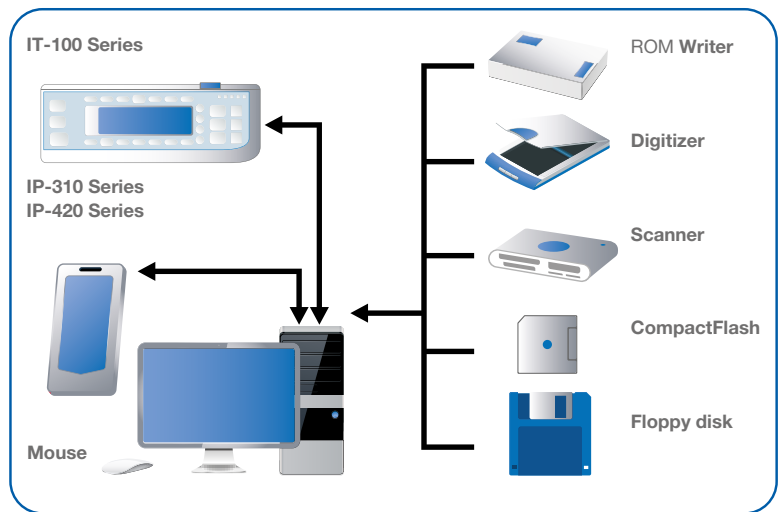 IT-100 Series
IP-310 Series
IP-420 Series
Mouse
ROM Writer
Digitizer
Scanner
CompactFlash
Floppy disk